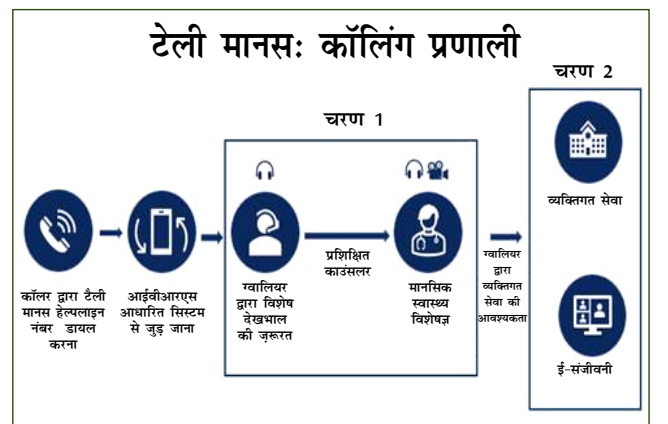 टेली मानस: कॉलिंग प्रणाली
चरण 1
चरण 2
कॉलर द्वारा टैली
मानस हेल्पलाइन
नंबर डायल
करना
आईवीआरएस
आधारित सिस्टम
से जुड़ जाना
ग्वालियर
द्वारा विशेष
देखभाल
की ज़रूरत
प्रशिक्षित
काउंसलर
मानसिक
स्वास्थ्य
विशेषज्ञ
ग्वालियर
द्वारा
व्यक्तिगत
सेवा की
आवश्यकता
व्यक्तिगत सेवा
ई-संजीवनी